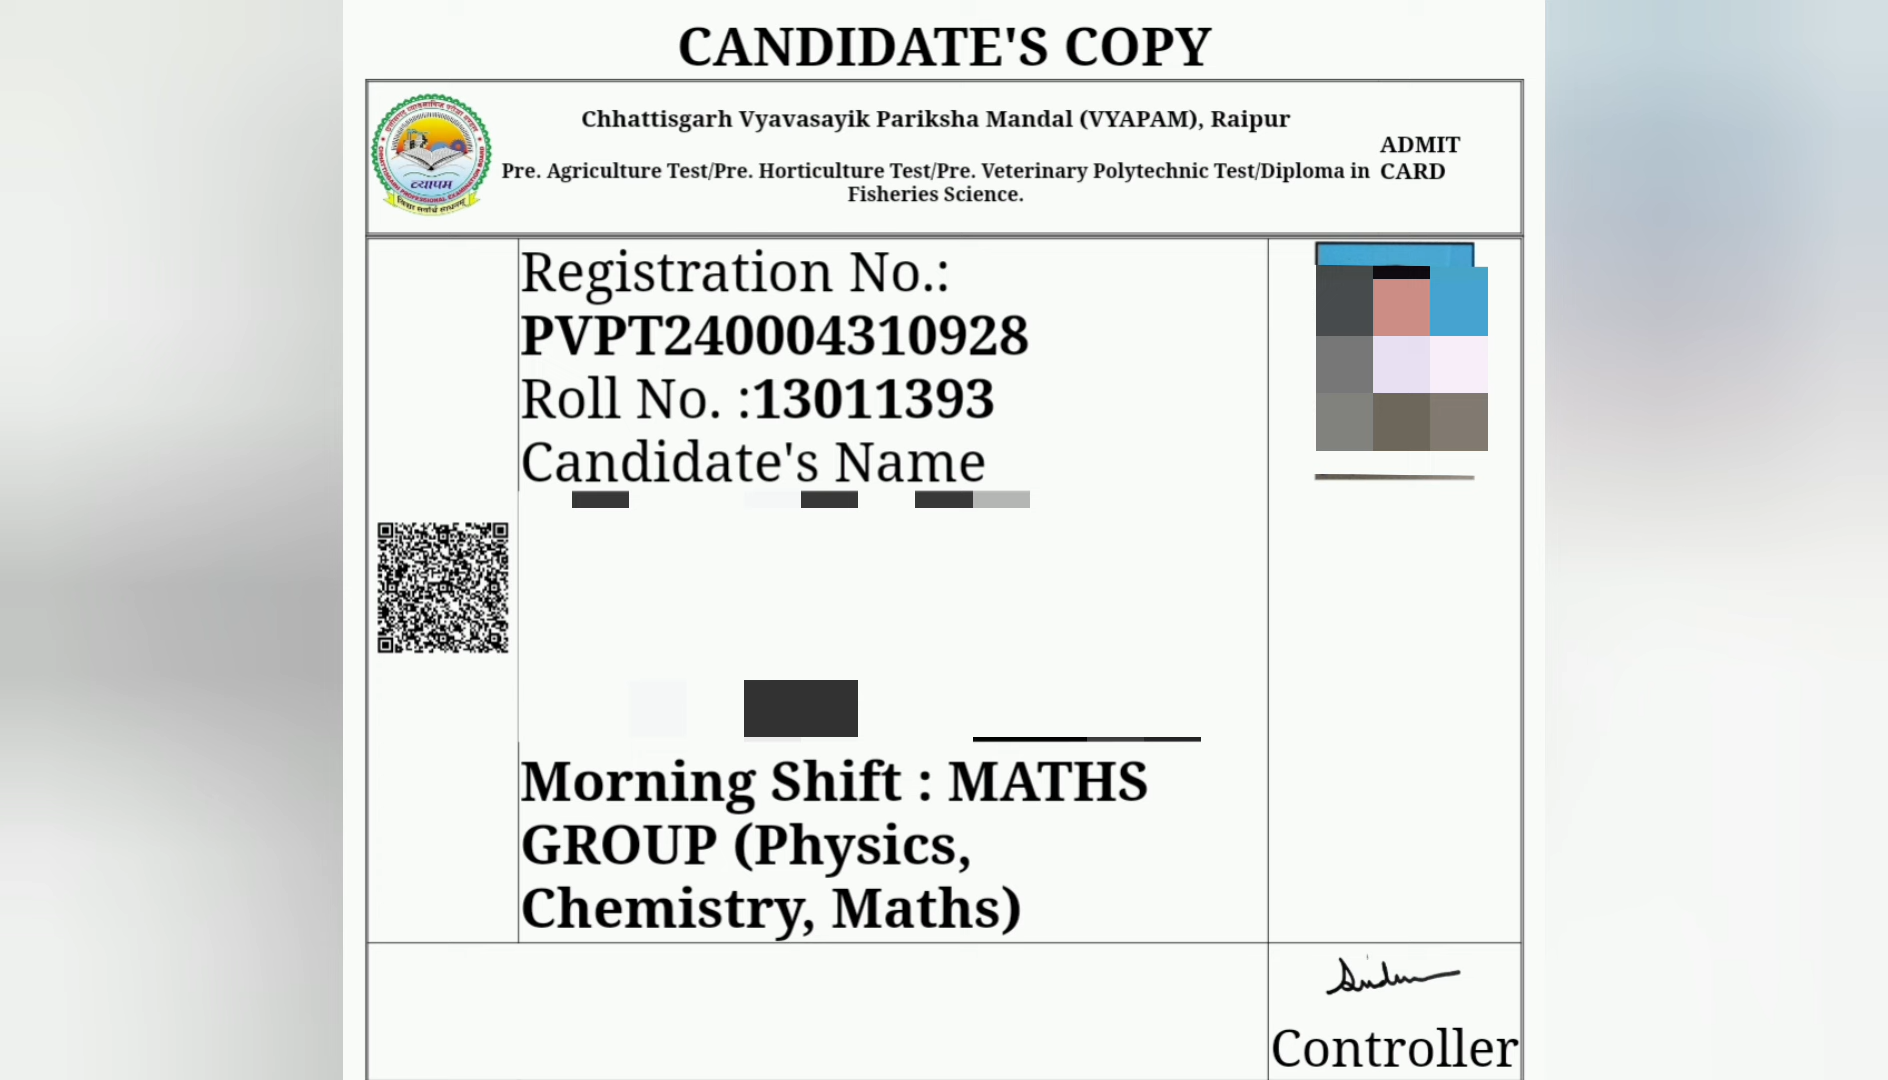 CANDIDATE'S COPY
Chhattisgarh Vyavasayik Pariksha Mandal (VYAPAM), Raipur
ADMIT
CARD
Pre. Agriculture Test/Pre. Horticulture Test/Pre. Veterinary Polytechnic Test/Diploma in
Fisheries Science.
व्यापम
Registration No.:
PVPT240004310928
Roll No. :13011393
Candidate's Name
Morning Shift : MATHS
GROUP (Physics,
Chemistry, Maths)
Controller